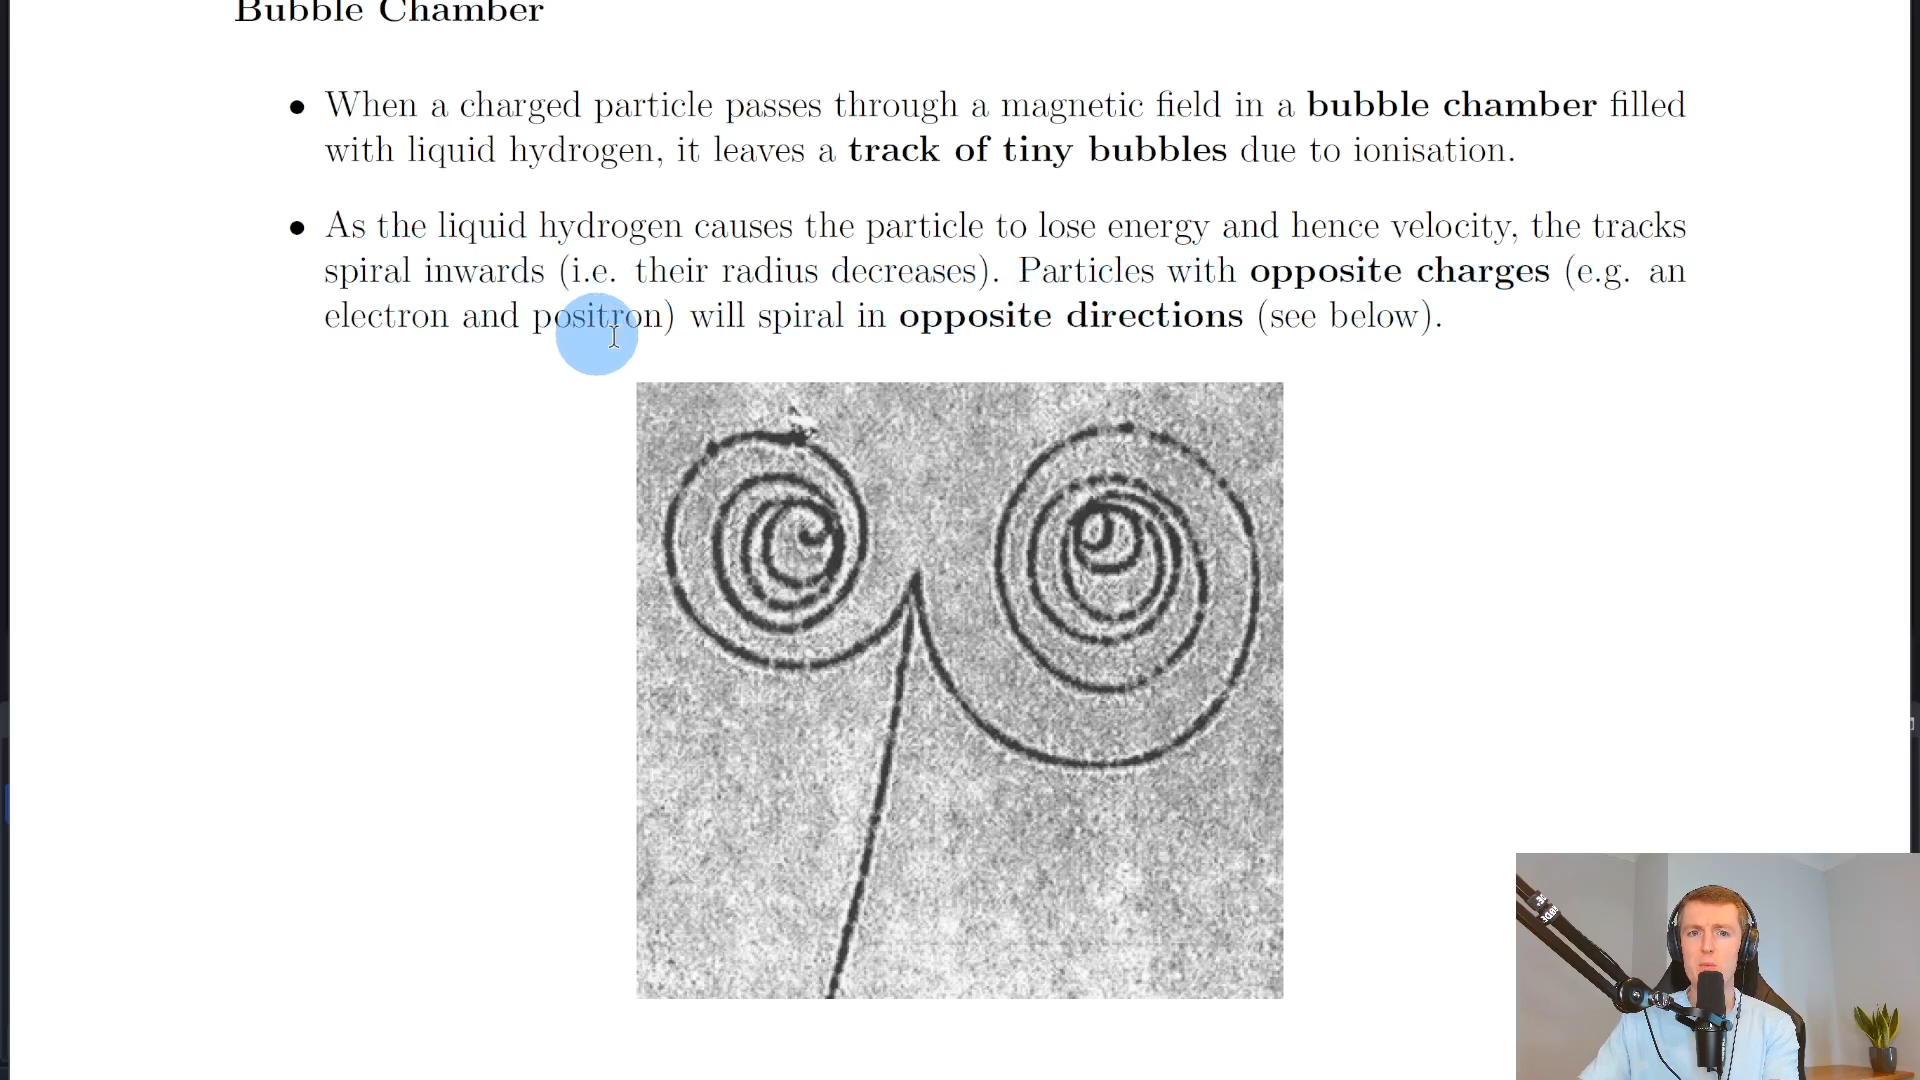 Bubble Chamber
• When a charged particle passes through a magnetic field in a bubble chamber filled
with liquid hydrogen, it leaves a track of tiny bubbles due to ionisation.
• As the liquid hydrogen causes the particle to lose energy and hence velocity, the tracks
spiral inwards (i.e. their radius decreases). Particles with opposite charges (e.g. an
electron and positron) will spiral in opposite directions (see below).